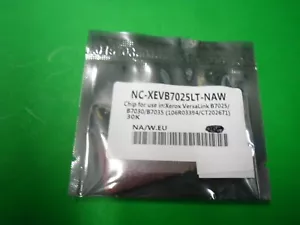 NC-XEVB7025LT-NAW
Chip for use in:Xerox VersaLink B7025/
B7030/B7035 (106R03394/CT202671)
30K
NA/W.EU